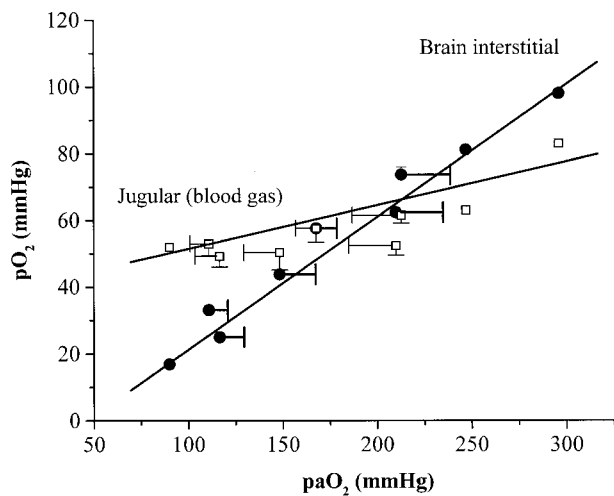 120
100
80
60
40
20
0
pO₂ (mmHg)
Brain interstitial
Jugular (blood gas)
50 100 150 200 250 300
paO₂ (mmHg)